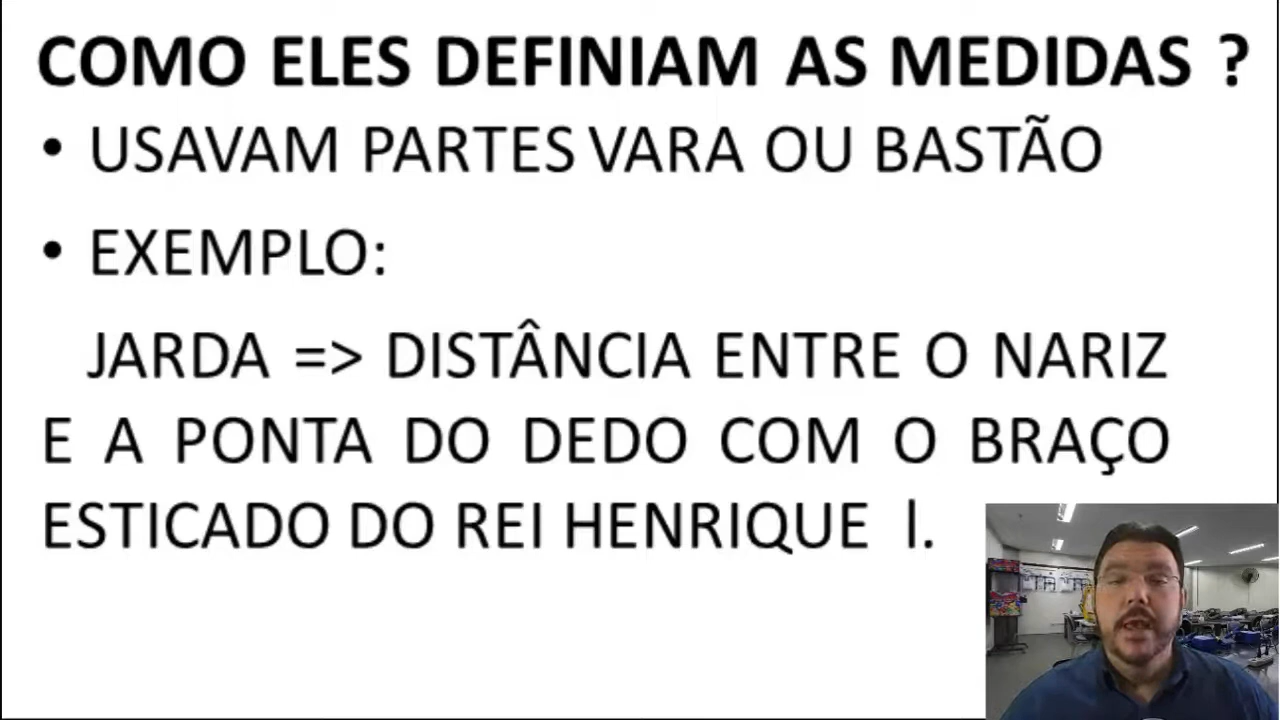 COMO ELES DEFINIAM AS MEDIDAS ?
• USAVAM PARTES VARA OU BASTÃO
• EXEMPLO:
JARDA => DISTÂNCIA ENTRE O NARIZ
E A PONTA DO DEDO COM O BRAÇO
ESTICADO DO REI HENRIQUE l.